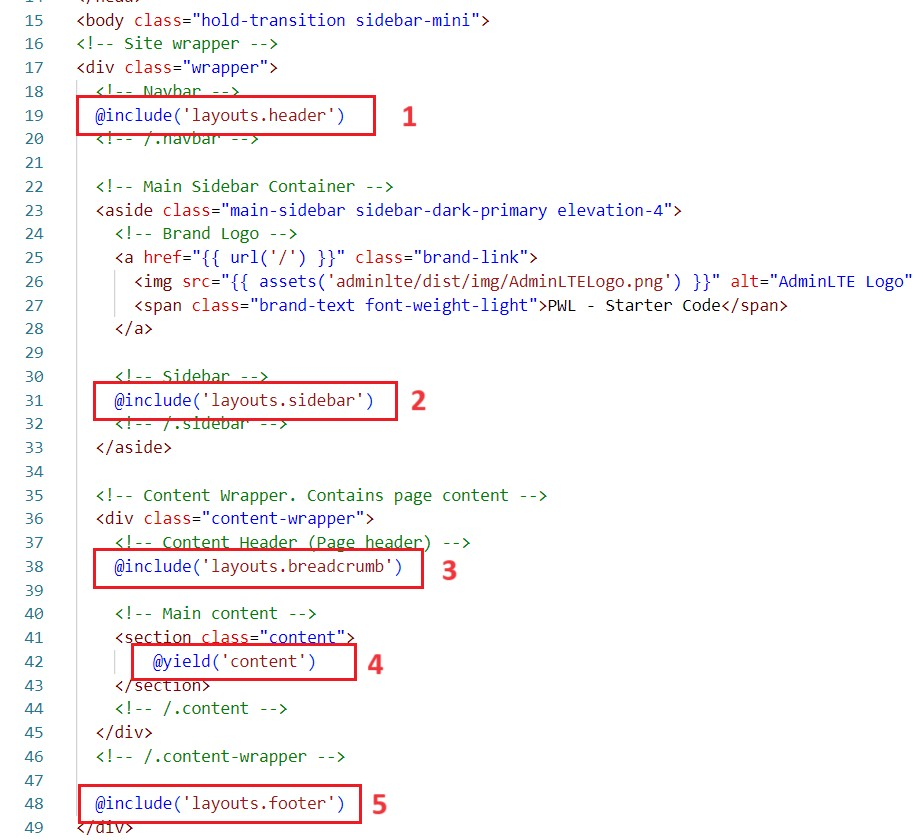 15 <body class="hold-transition sidebar-mini">
16 <!-- Site wrapper -->
17 <div class="wrapper">
18 <!-- Navbar -->
19 @include('layouts.header') 1
20 <!-- /.navbar -->
21
22 <!-- Main Sidebar Container -->
23 <aside class="main-sidebar sidebar-dark-primary elevation-4">
24 <!-- Brand Logo -->
25 <a href="{{ url('/') }}" class="brand-link">
26 <img src="{{ assets('adminlte/dist/img/AdminLTELogo.png') }}" alt="AdminLTE Logo"
27 <span class="brand-text font-weight-light">PWL - Starter Code</span>
28 </a>
29
30 <!-- Sidebar -->
31 @include('layouts.sidebar') 2
32 <!-- /.sidebar -->
33 </aside>
34
35 <!-- Content Wrapper. Contains page content -->
36 <div class="content-wrapper">
37 <!-- Content Header (Page header) -->
38 @include('layouts.breadcrumb') 3
39
40 <!-- Main content -->
41 <section class="content">
42 @yield('content') 4
43 </section>
44 <!-- /.content -->
45 </div>
46 <!-- /.content-wrapper -->
47
48 @include('layouts.footer') 5
49 </div>